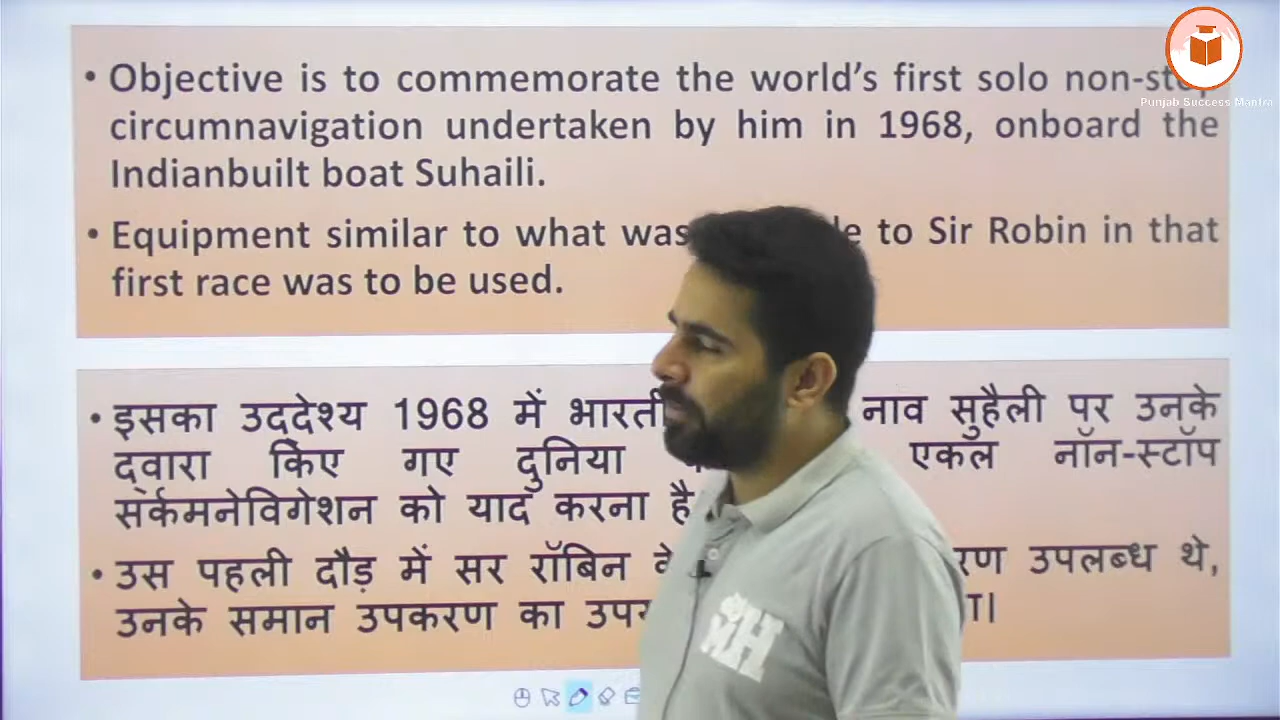 • Objective is to commemorate the world's first solo
circumnavigation undertaken by him in 1968, onboard the
Indianbuilt boat Suhaili.
• Equipment similar to what was to Sir Robin in that
first race was to be used.
• इसका उद्देश्य 1968 में नाव सुहैली पर उनके
द्वारा किए गए दुनिया एकल नॉन-स्टॉप
सर्कमनेविगेशन को याद करना है
• उस पहली दौड़ में सर रॉबिन उपलब्ध थे,
उनके समान उपकरण का
Punjab Success Mantra
MH